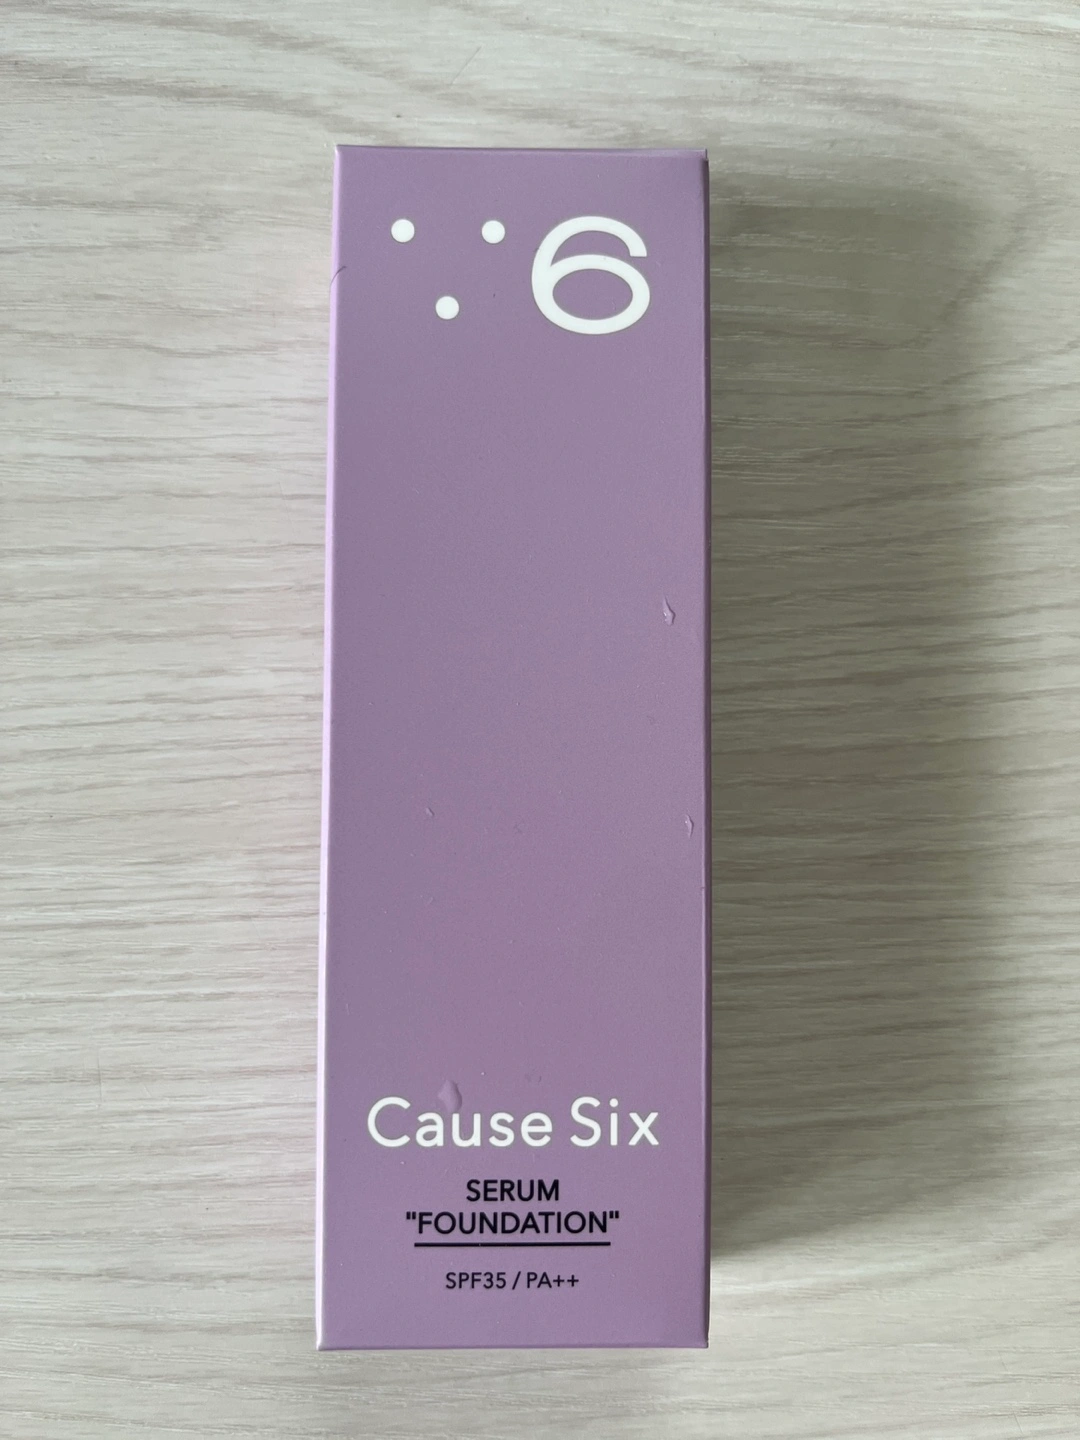 ∵6
Cause Six
SERUM
"FOUNDATION"
SPF35 / PA++